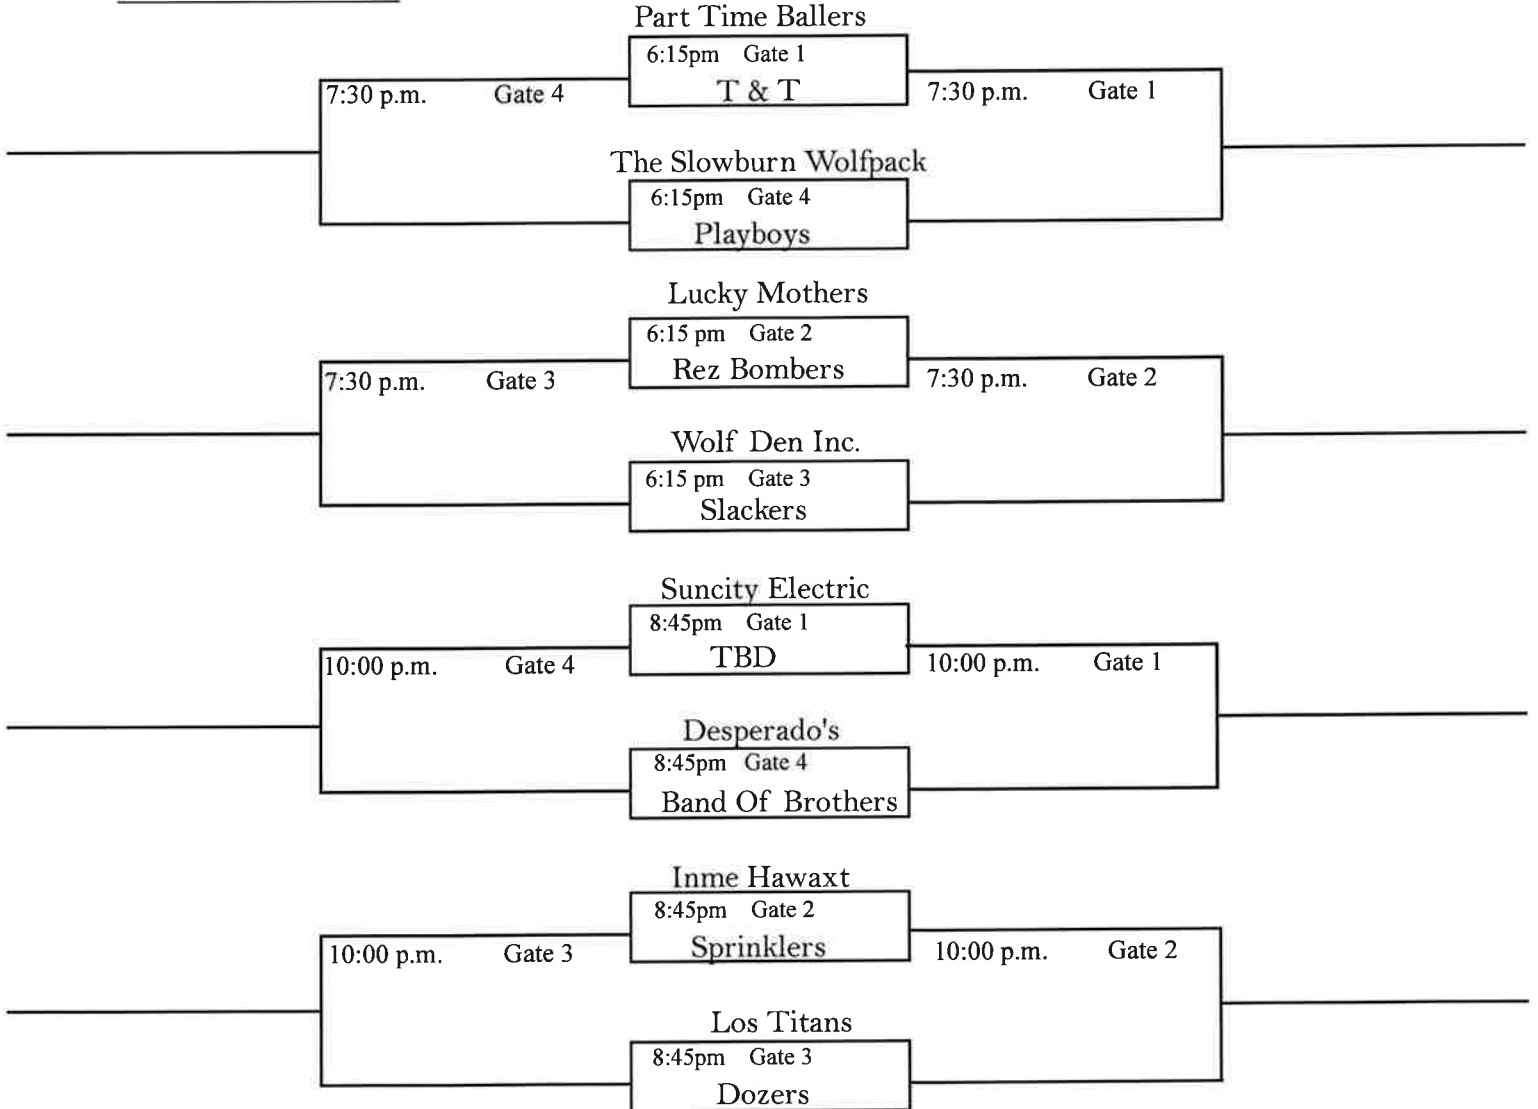 Part Time Ballers
6:15pm Gate 1
T & T
7:30 p.m. Gate 4
7:30 p.m. Gate 1
The Slowburn Wolfpack
6:15pm Gate 4
Playboys
Lucky Mothers
6:15 pm Gate 2
Rez Bombers
7:30 p.m. Gate 3
7:30 p.m. Gate 2
Wolf Den Inc.
6:15 pm Gate 3
Slackers
Suncity Electric
8:45pm Gate 1
TBD
10:00 p.m. Gate 4
10:00 p.m. Gate 1
Desperado's
8:45pm Gate 4
Band Of Brothers
Inme Hawaxt
8:45pm Gate 2
Sprinklers
10:00 p.m. Gate 3
10:00 p.m. Gate 2
Los Titans
8:45pm Gate 3
Dozers